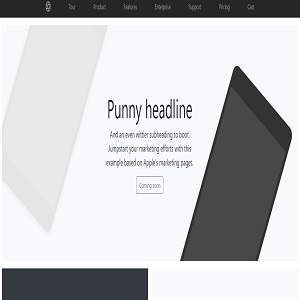 Tour Product Features Enterprise Support Pricing Cart
Punny headline
And an even wittier subheading to boot.
Jumpstart your marketing efforts with this
example based on Apple's marketing pages.
Coming soon